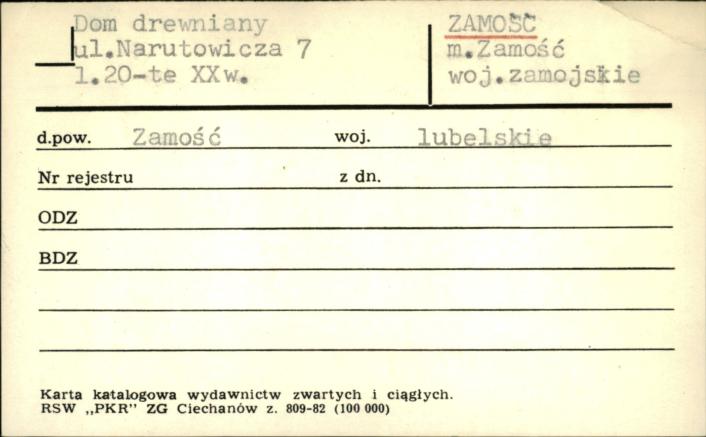 Dom drewniany
ul.Narutowicza 7
l.20-te XXw.
ZAMOŚĆ
m.Zamość
woj.zamojskie
d.pow. Zamość woj. lubelskie
Nr rejestru z dn.
ODZ
BDZ
Karta katalogowa wydawnictw zwartych i ciągłych.
RSW „PKR” ZG Ciechanów z. 809-82 (100 000)